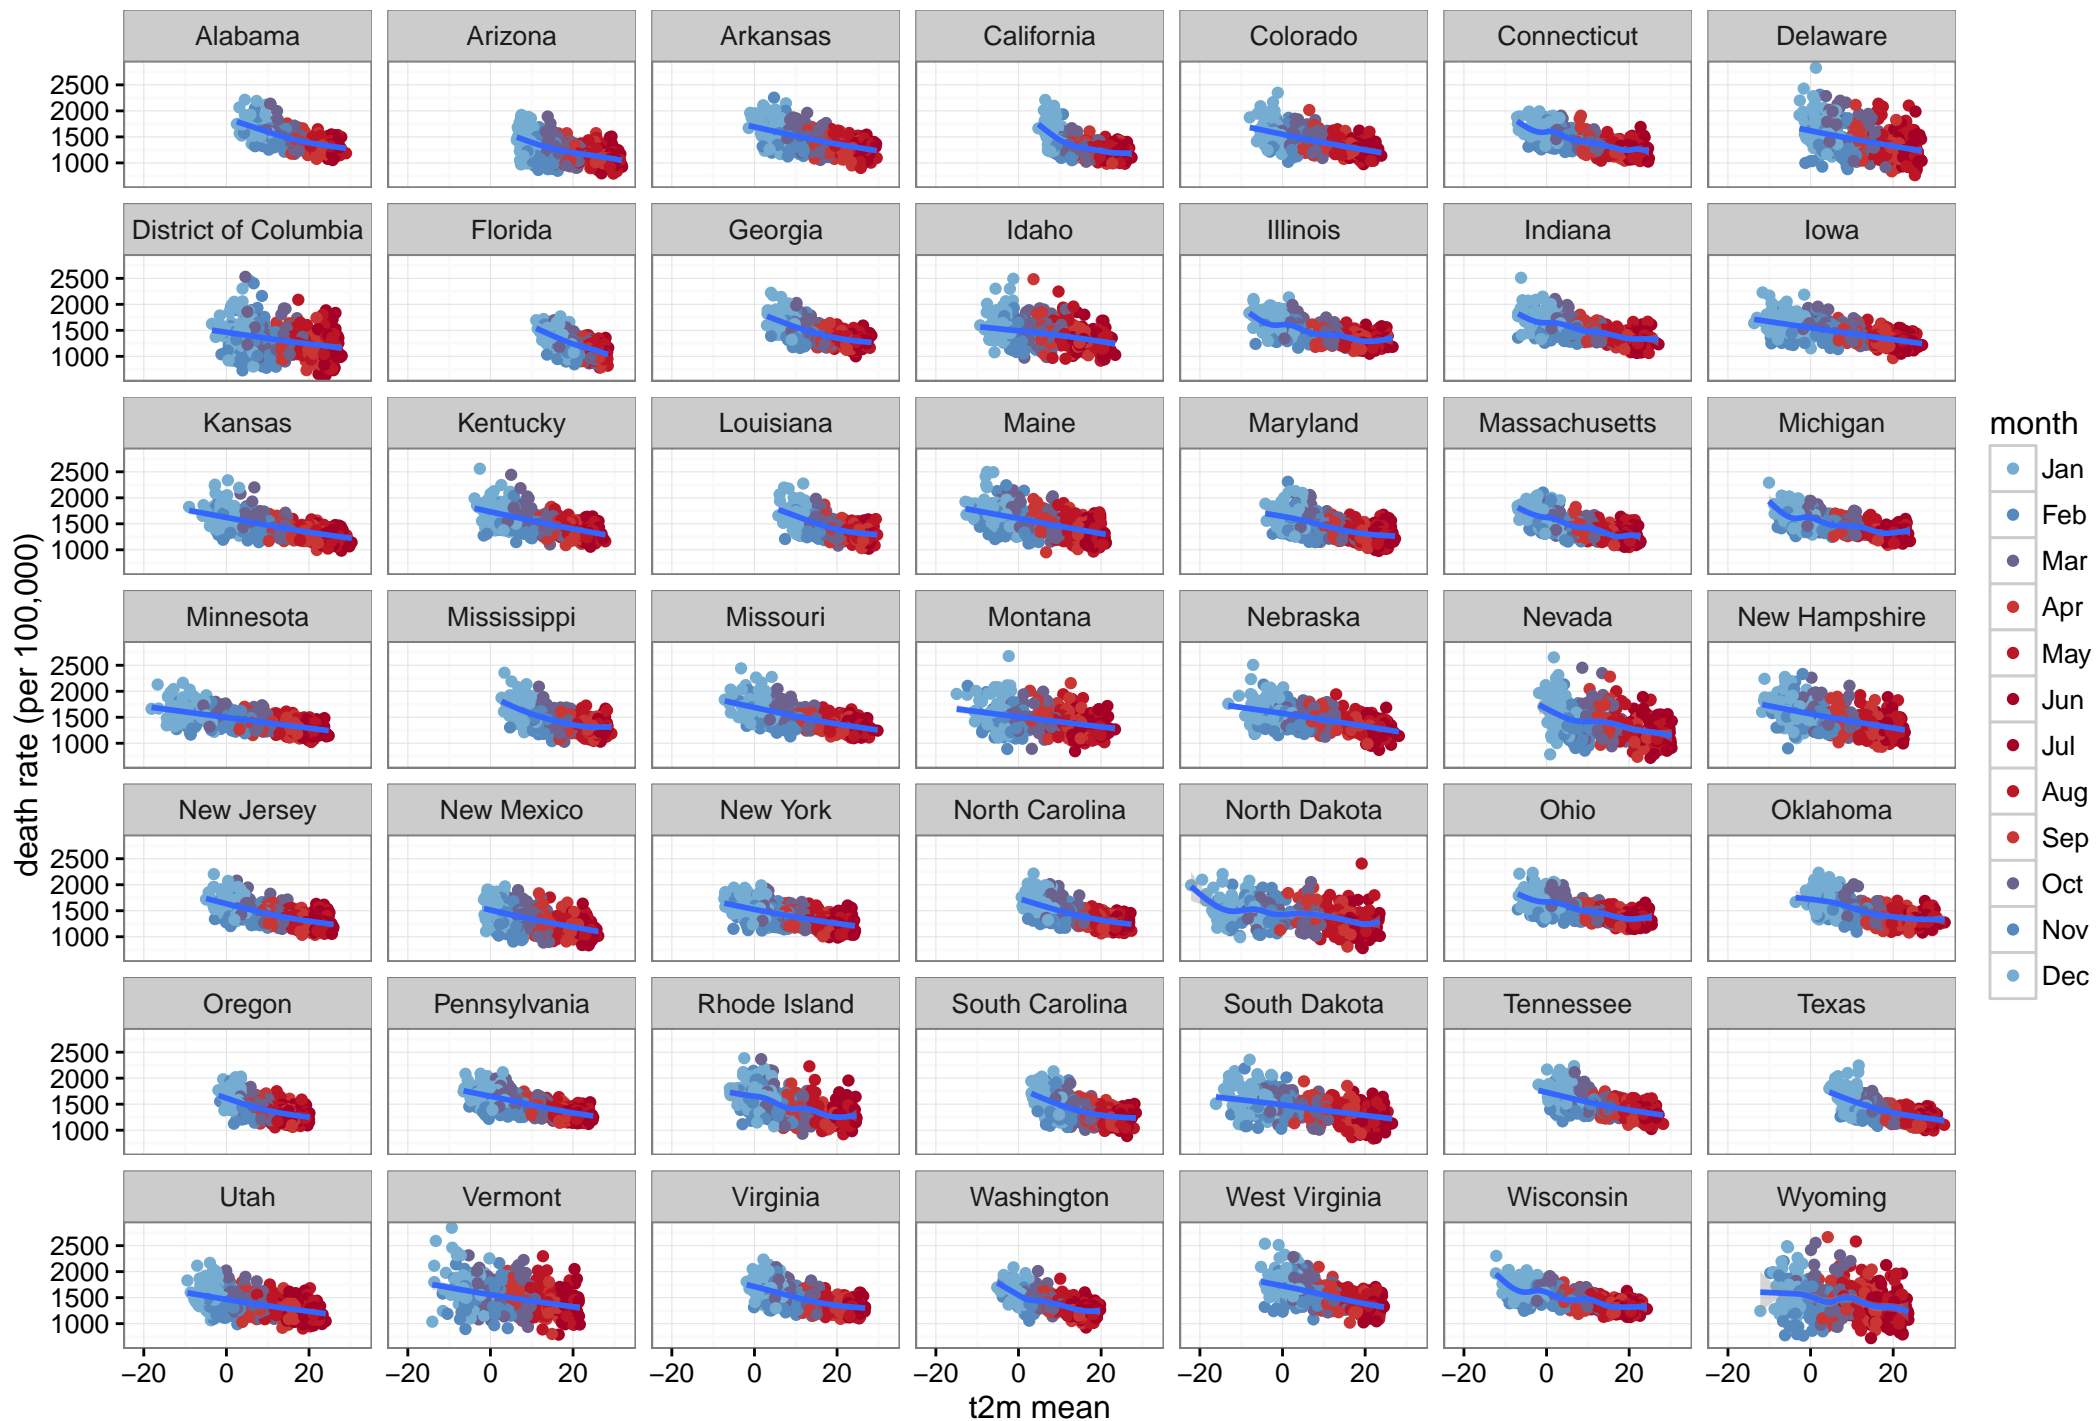 Alabama Arizona Arkansas California Colorado Connecticut Delaware
2500
2000
1500
1000
District of Columbia Florida Georgia Idaho Illinois Indiana Iowa
2500
2000
1500
1000
Kansas Kentucky Louisiana Maine Maryland Massachusetts Michigan
2500
2000
1500
1000
Minnesota Mississippi Missouri Montana Nebraska Nevada New Hampshire
2500
2000
1500
1000
New Jersey New Mexico New York North Carolina North Dakota Ohio Oklahoma
2500
2000
1500
1000
Oregon Pennsylvania Rhode Island South Carolina South Dakota Tennessee Texas
2500
2000
1500
1000
Utah Vermont Virginia Washington West Virginia Wisconsin Wyoming
2500
2000
1500
1000
−20 0 20 −20 0 20 −20 0 20 −20 0 20 −20 0 20 −20 0 20 −20 0 20
t2m mean
death rate (per 100,000)
month
Jan
Feb
Mar
Apr
May
Jun
Jul
Aug
Sep
Oct
Nov
Dec